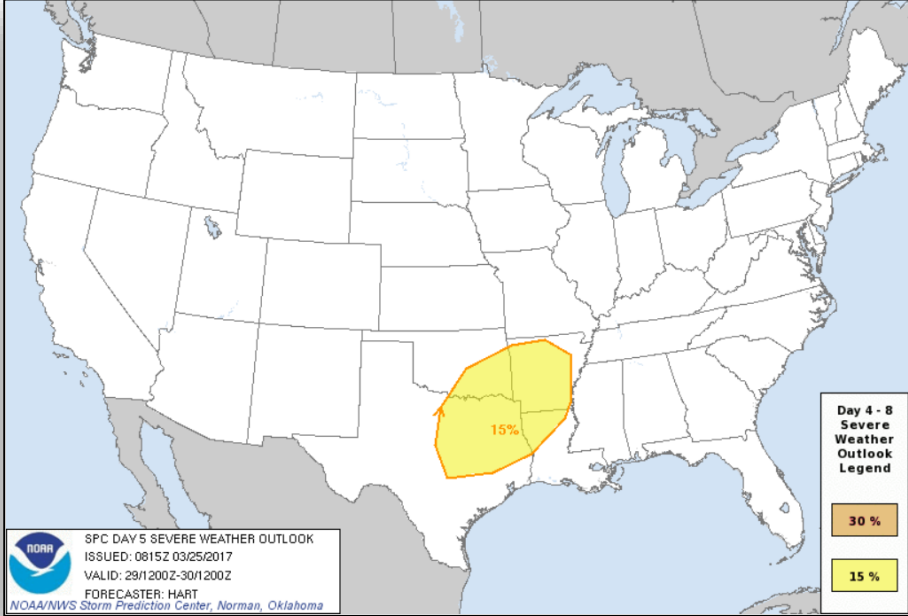 15%
Day 4 - 8
Severe
Weather
Outlook
Legend
30 %
15 %
NOAA
SPC DAY 5 SEVERE WEATHER OUTLOOK
ISSUED: 0815Z 03/25/2017
VALID: 29/1200Z-30/1200Z
FORECASTER: HART
NOAA/NWS Storm Prediction Center, Norman, Oklahoma